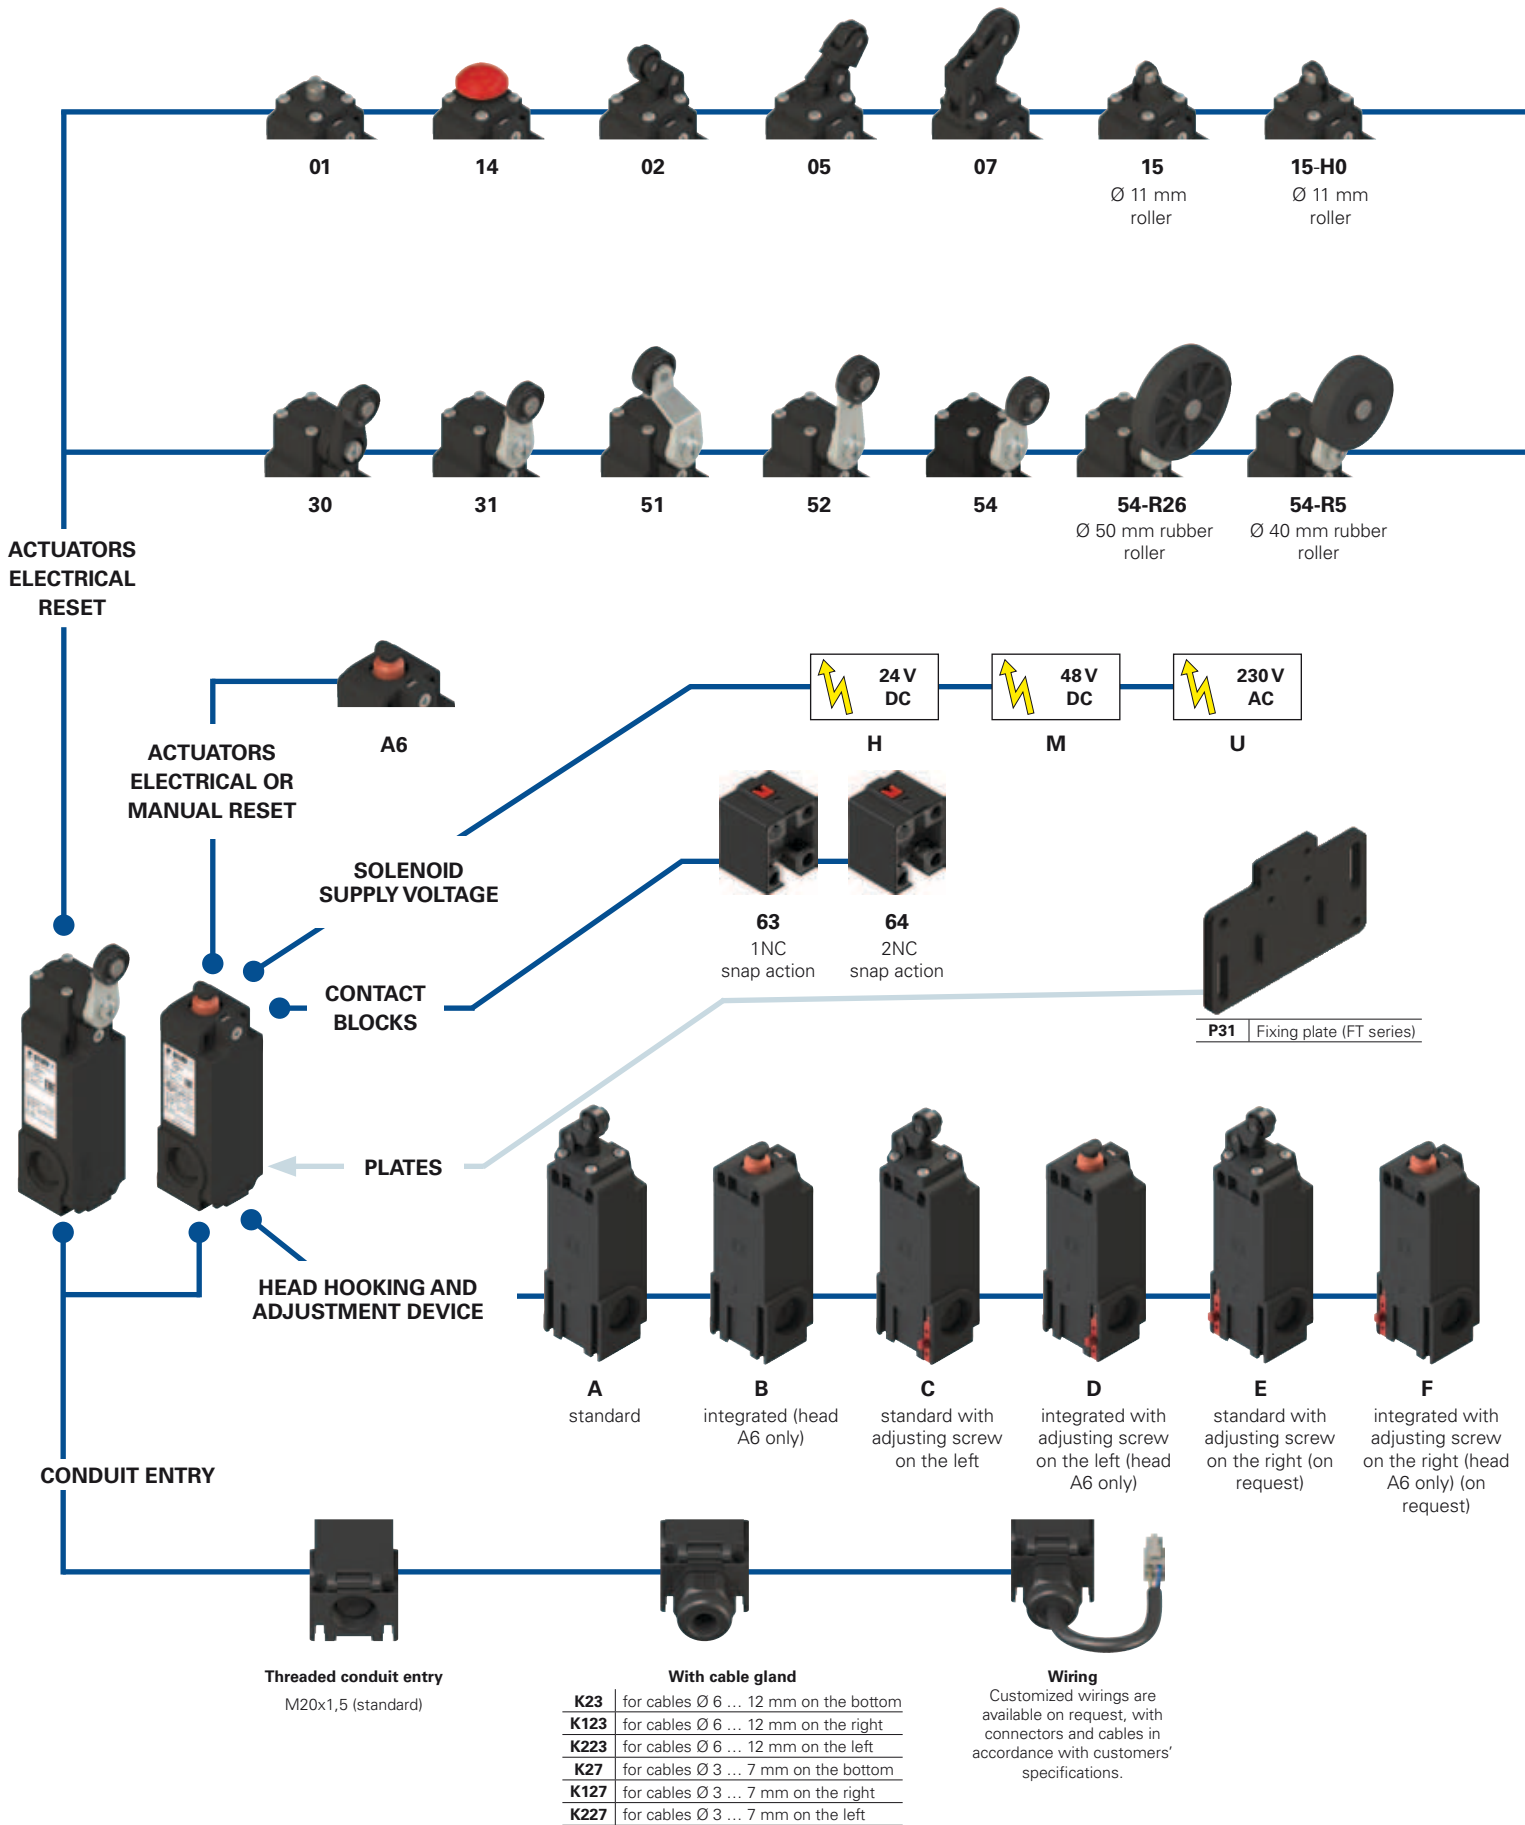 01 14 02 05 07 15 15-H0
Ø 11 mm
roller
Ø 11 mm
roller
30 31 51 52 54 54-R26 54-R5
Ø 50 mm rubber
roller
Ø 40 mm rubber
roller
ACTUATORS
ELECTRICAL
RESET
A6
ACTUATORS
ELECTRICAL OR
MANUAL RESET
24 V
DC
H
48 V
DC
M
230 V
AC
U
SOLENOID
SUPPLY VOLTAGE
63
1NC
snap action
64
2NC
snap action
CONTACT
BLOCKS
P31 Fixing plate (FT series)
PLATES
HEAD HOOKING AND
ADJUSTMENT DEVICE
A
standard
B
integrated (head
A6 only)
C
standard with
adjusting screw
on the left
D
integrated with
adjusting screw
on the left (head
A6 only)
E
standard with
adjusting screw
on the right (on
request)
F
integrated with
adjusting screw
on the right (head
A6 only) (on
request)
CONDUIT ENTRY
Threaded conduit entry
M20x1,5 (standard)
With cable gland
K23 for cables Ø 6 … 12 mm on the bottom
K123 for cables Ø 6 … 12 mm on the right
K223 for cables Ø 6 … 12 mm on the left
K27 for cables Ø 3 … 7 mm on the bottom
K127 for cables Ø 3 … 7 mm on the right
K227 for cables Ø 3 … 7 mm on the left
Wiring
Customized wirings are
available on request, with
connectors and cables in
accordance with customers’
specifications.